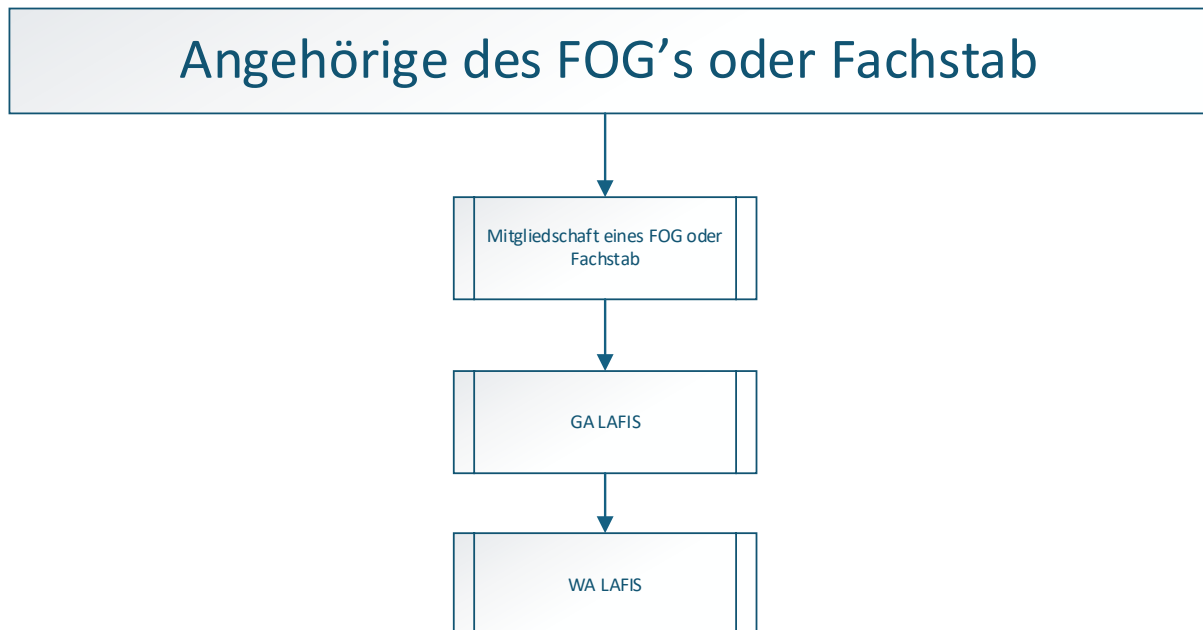 Angehörige des FOG’s oder Fachstab
Mitgliedschaft eines FOG oder
Fachstab
GA LAFIS
WA LAFIS